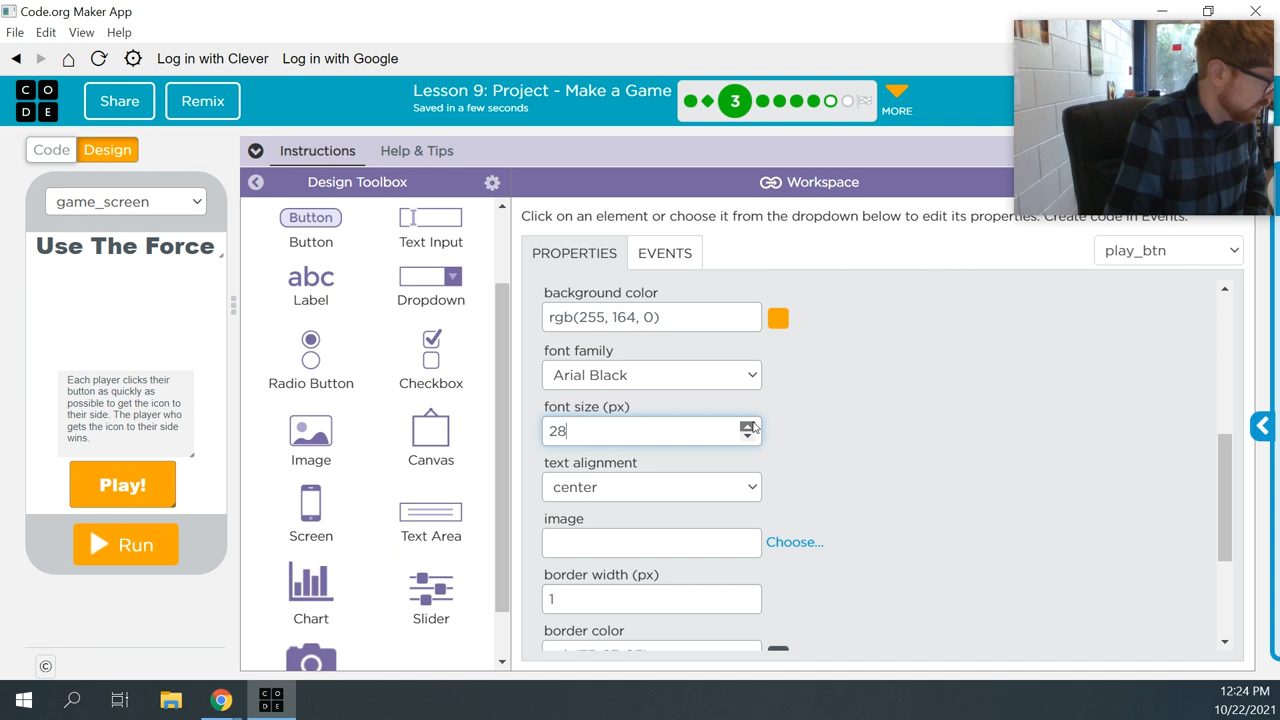 Code.org Maker App
File Edit View Help
Log in with Clever Log in with Google
C O
D E
Share
Remix
Lesson 9: Project - Make a Game
Saved in a few seconds
3
MORE
Code Design
Instructions Help & Tips
game_screen
Design Toolbox
Workspace
Use The Force
Each player clicks their
button as quickly as
possible to get the icon to
their side. The player who
gets the icon to their side
wins.
Play!
Run
©
Button
Button
Text Input
abc
Label
Dropdown
Radio Button
Checkbox
Image
Canvas
Screen
Text Area
Chart
Slider
Click on an element or choose it from the dropdown below to edit its properties. Create code in Events.
PROPERTIES EVENTS
play_btn
background color
rgb(255, 164, 0)
font family
Arial Black
font size (px)
28
text alignment
center
image
Choose...
border width (px)
1
border color
C O
D E
12:24 PM
10/22/2021